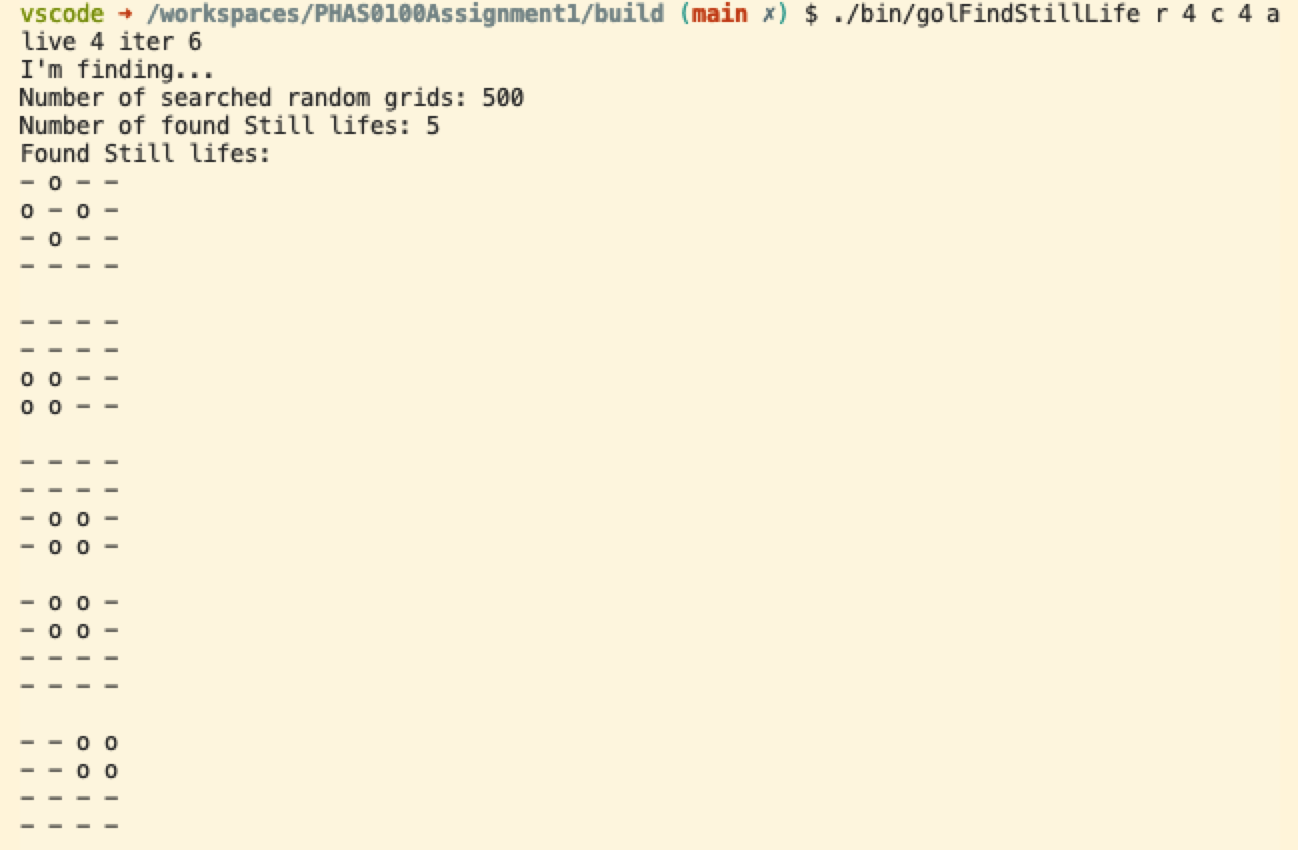 vscode → /workspaces/PHAS0100Assignment1/build (main ✗) $ ./bin/golFindStillLife r 4 c 4 a
live 4 iter 6
I'm finding...
Number of searched random grids: 500
Number of found Still lifes: 5
Found Still lifes:
- o - -
o - o -
- o - -
- - - -

- - - -
- - - -
o o - -
o o - -

- - - -
- - - -
- o o -
- o o -

- o o -
- o o -
- - - -
- - - -

- - o o
- - o o
- - - -
- - - -